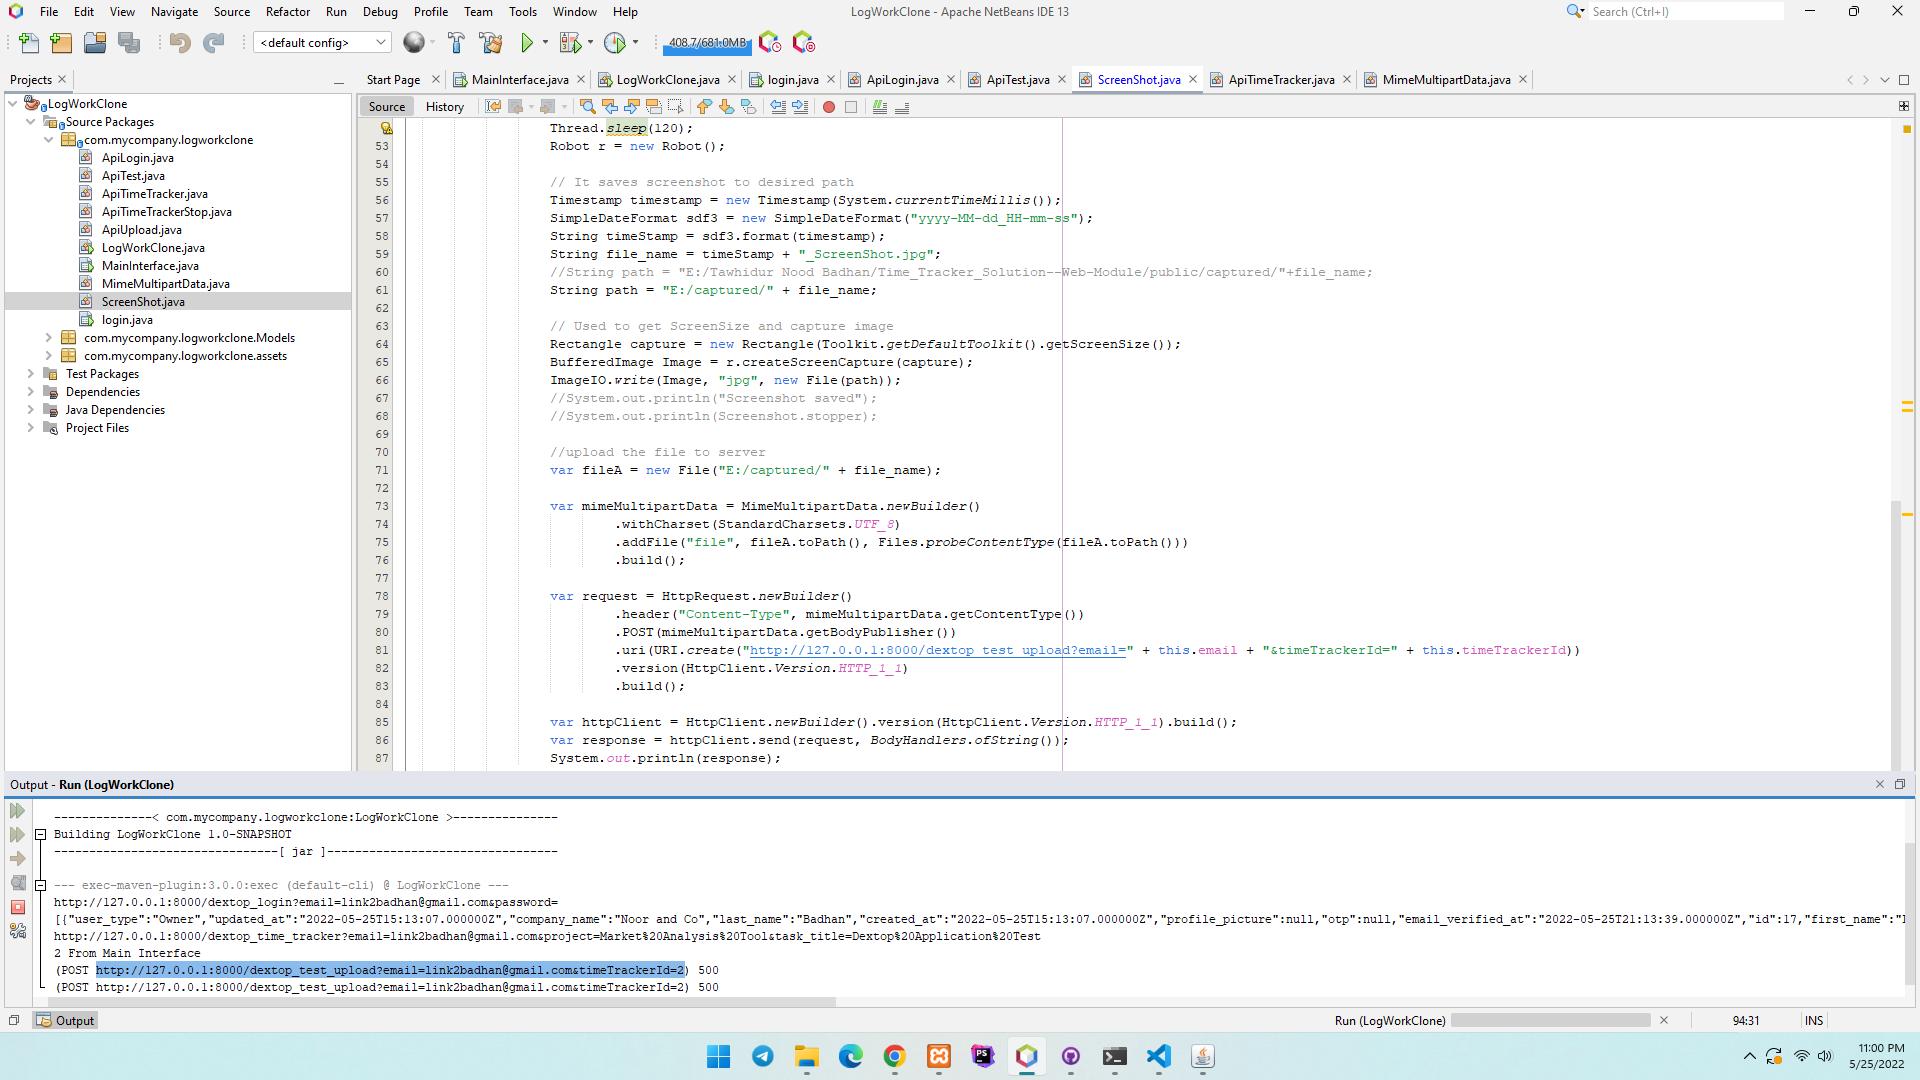 File Edit View Navigate Source Refactor Run Debug Profile Team Tools Window Help
LogWorkClone - Apache NetBeans IDE 13
Search (Ctrl+I)
<default config>
408.7/681.0MB
Projects
Start Page
MainInterface.java
LogWorkClone.java
login.java
ApiLogin.java
ApiTest.java
ScreenShot.java
ApiTimeTracker.java
MimeMultipartData.java
Source History
LogWorkClone
Source Packages
com.mycompany.logworkclone
ApiLogin.java
ApiTest.java
ApiTimeTracker.java
ApiTimeTrackerStop.java
ApiUpload.java
LogWorkClone.java
MainInterface.java
MimeMultipartData.java
ScreenShot.java
login.java
com.mycompany.logworkclone.Models
com.mycompany.logworkclone.assets
Test Packages
Dependencies
Java Dependencies
Project Files
Thread.sleep(120);
53 Robot r = new Robot();
54
55 // It saves screenshot to desired path
56 Timestamp timestamp = new Timestamp(System.currentTimeMillis());
57 SimpleDateFormat sdf3 = new SimpleDateFormat("yyyy-MM-dd_HH-mm-ss");
58 String timeStamp = sdf3.format(timestamp);
59 String file_name = timeStamp + "_ScreenShot.jpg";
60 //String path = "E:/Tawhidur Nood Badhan/Time_Tracker_Solution--Web-Module/public/captured/"+file_name;
61 String path = "E:/captured/" + file_name;
62
63 // Used to get ScreenSize and capture image
64 Rectangle capture = new Rectangle(Toolkit.getDefaultToolkit().getScreenSize());
65 BufferedImage Image = r.createScreenCapture(capture);
66 ImageIO.write(Image, "jpg", new File(path));
67 //System.out.println("Screenshot saved");
68 //System.out.println(Screenshot.stopper);
69
70 //upload the file to server
71 var fileA = new File("E:/captured/" + file_name);
72
73 var mimeMultipartData = MimeMultipartData.newBuilder()
74 .withCharset(StandardCharsets.UTF_8)
75 .addFile("file", fileA.toPath(), Files.probeContentType(fileA.toPath()))
76 .build();
77
78 var request = HttpRequest.newBuilder()
79 .header("Content-Type", mimeMultipartData.getContentType())
80 .POST(mimeMultipartData.getBodyPublisher())
81 .uri(URI.create("http://127.0.0.1:8000/dextop_test_upload?email=" + this.email + "&timeTrackerId=" + this.timeTrackerId))
82 .version(HttpClient.Version.HTTP_1_1)
83 .build();
84
85 var httpClient = HttpClient.newBuilder().version(HttpClient.Version.HTTP_1_1).build();
86 var response = httpClient.send(request, BodyHandlers.ofString());
87 System.out.println(response);
Output - Run (LogWorkClone)
--------------< com.mycompany.logworkclone:LogWorkClone >---------------
Building LogWorkClone 1.0-SNAPSHOT
--------------------------------[ jar ]---------------------------------
--- exec-maven-plugin:3.0.0:exec (default-cli) @ LogWorkClone ---
http://127.0.0.1:8000/dextop_login?email=link2badhan@gmail.com&password=
[{"user_type":"Owner","updated_at":"2022-05-25T15:13:07.000000Z","company_name":"Noor and Co","last_name":"Badhan","created_at":"2022-05-25T15:13:07.000000Z","profile_picture":null,"otp":null,"email_verified_at":"2022-05-25T21:13:39.000000Z","id":17,"first_name":"
http://127.0.0.1:8000/dextop_time_tracker?email=link2badhan@gmail.com&project=Market%20Analysis%20Tool&task_title=Dextop%20Application%20Test
2 From Main Interface
(POST http://127.0.0.1:8000/dextop_test_upload?email=link2badhan@gmail.com&timeTrackerId=2) 500
(POST http://127.0.0.1:8000/dextop_test_upload?email=link2badhan@gmail.com&timeTrackerId=2) 500
Output
Run (LogWorkClone)
94:31
INS
PS
11:00 PM
5/25/2022